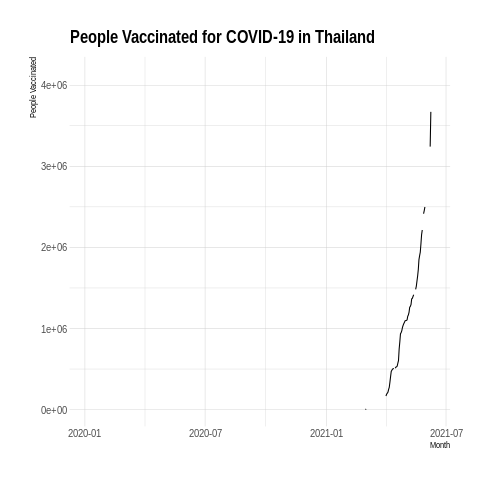 People Vaccinated for COVID-19 in Thailand
People Vaccinated
4e+06
3e+06
2e+06
1e+06
0e+00
2020-01 2020-07 2021-01 2021-07
Month